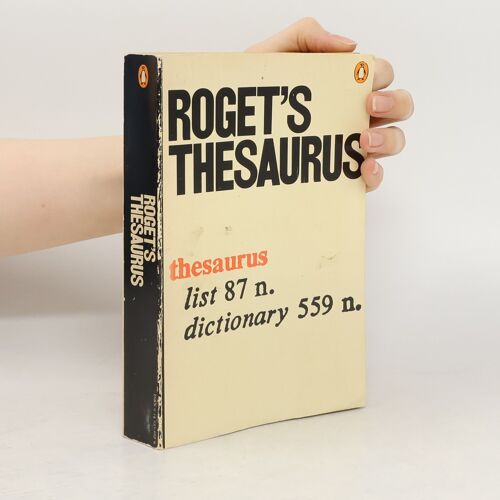 ROGET'S
THESAURUS
ROGET'S
THESAURUS
thesaurus
list 87 n.
dictionary 559 n.